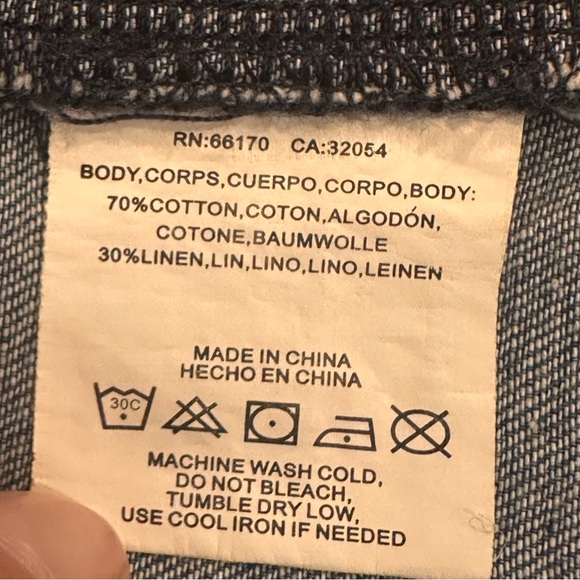 RN:66170 CA:32054
BODY,CORPS,CUERPO,CORPO,BODY:
70%COTTON,COTON,ALGODÓN,
COTONE,BAUMWOLLE
30%LINEN,LIN,LINO,LINO,LEINEN
MADE IN CHINA
HECHO EN CHINA
30C
MACHINE WASH COLD,
DO NOT BLEACH,
TUMBLE DRY LOW,
USE COOL IRON IF NEEDED